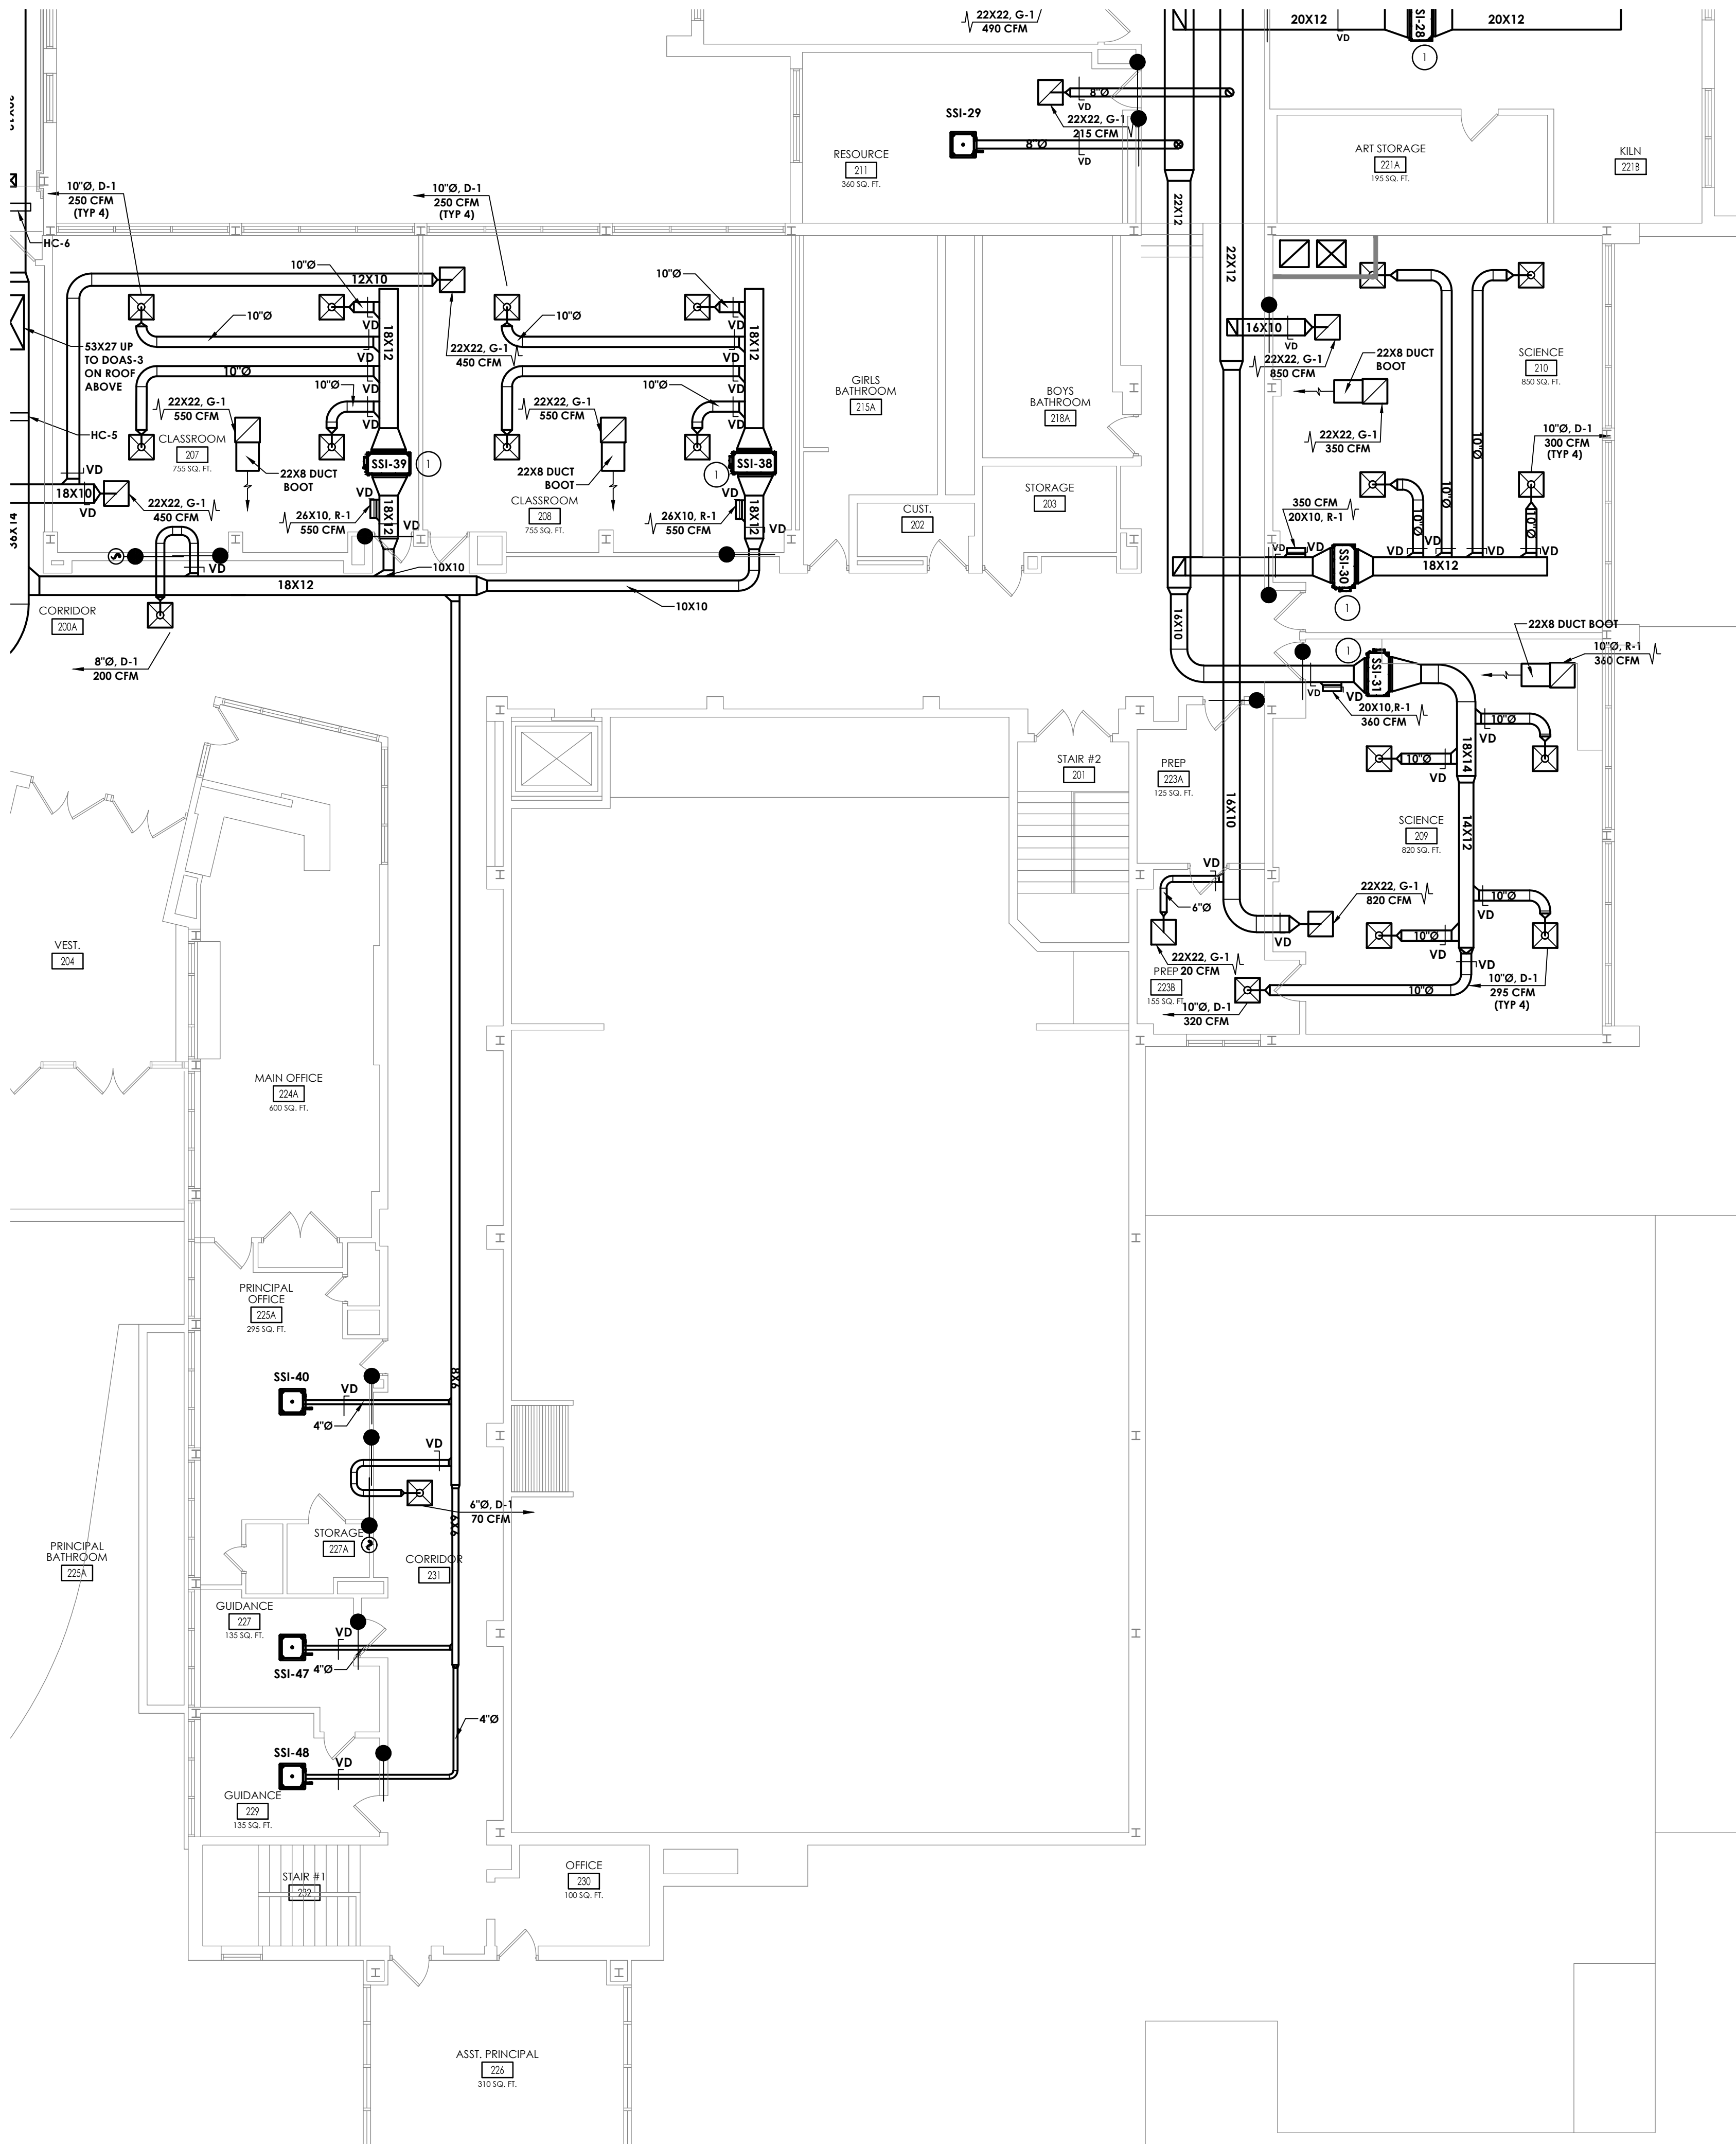 22X22, G-1
490 CFM
20X12
SSI-28
20X12
VD
1
SSI-29
8"Ø
VD
22X22, G-1
215 CFM
8"Ø
VD
RESOURCE
211
360 SQ. FT.
ART STORAGE
221A
195 SQ. FT.
KILN
221B
10"Ø, D-1
250 CFM
(TYP 4)
10"Ø, D-1
250 CFM
(TYP 4)
22X12
HC-6
10"Ø
12X10
10"Ø
22X12
10"Ø
VD
18X12
10"Ø
VD
18X12
16X10
VD
53X27 UP
TO DOAS-3
ON ROOF
ABOVE
VD
22X22, G-1
450 CFM
VD
22X22, G-1
850 CFM
22X8 DUCT
BOOT
SCIENCE
210
850 SQ. FT.
10"Ø
VD
VD
10"Ø
10"Ø
GIRLS
BATHROOM
215A
BOYS
BATHROOM
218A
22X22, G-1
550 CFM
VD
22X22, G-1
550 CFM
VD
HC-5
CLASSROOM
207
755 SQ. FT.
22X22, G-1
350 CFM
10"Ø, D-1
300 CFM
(TYP 4)
10"Ø
VD
SSI-39
1
SSI-38
1
22X8 DUCT
BOOT
22X8 DUCT
BOOT
STORAGE
203
10"Ø
18X10
VD
22X22, G-1
450 CFM
VD
CLASSROOM
208
755 SQ. FT.
VD
350 CFM
20X10, R-1
10"Ø
10"Ø
CUST.
202
26X10, R-1
550 CFM
18X12
VD
26X10, R-1
550 CFM
18X12
VD
36X14
VD
VD
VD
SSI-30
VD
VD
VD
VD
18X12
10X10
18X12
10X10
1
CORRIDOR
200A
16X10
22X8 DUCT BOOT
8"Ø, D-1
200 CFM
1
SSI-31
10"Ø, R-1
360 CFM
VD
VD
20X10,R-1
360 CFM
10"Ø
VD
18X14
10"Ø
VD
STAIR #2
201
PREP
223A
125 SQ. FT.
16X10
14X12
SCIENCE
209
820 SQ. FT.
VD
6"Ø
22X22, G-1
820 CFM
10"Ø
VD
VD
10"Ø
VD
VEST.
204
22X22, G-1
20 CFM
PREP
223B
155 SQ. FT.
VD
10"Ø
10"Ø, D-1
295 CFM
(TYP 4)
10"Ø, D-1
320 CFM
MAIN OFFICE
224A
600 SQ. FT.
PRINCIPAL
OFFICE
225A
295 SQ. FT.
SSI-40
VD
4"Ø
8X6
VD
6"Ø, D-1
70 CFM
6X6
STORAGE
227A
CORRIDOR
231
PRINCIPAL
BATHROOM
225A
GUIDANCE
227
135 SQ. FT.
VD
SSI-47
4"Ø
4"Ø
SSI-48
VD
GUIDANCE
229
135 SQ. FT.
STAIR #1
232
OFFICE
230
100 SQ. FT.
ASST. PRINCIPAL
226
310 SQ. FT.